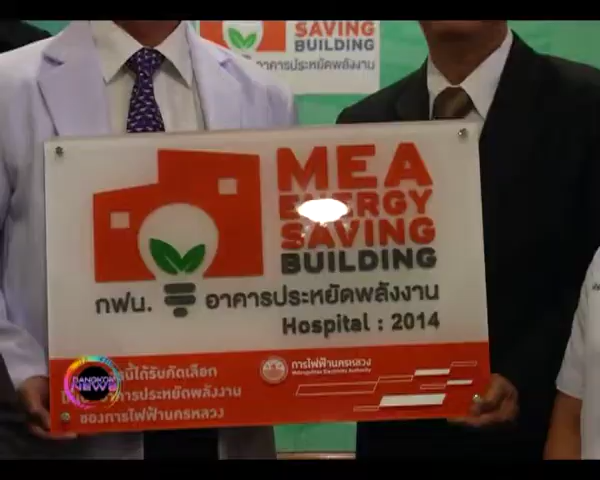 SAVING
BUILDING
อาคารประหยัดพลังงาน
MEA
ENERGY
SAVING
BUILDING
กฟน. อาคารประหยัดพลังงาน
Hospital : 2014
นี้ได้รับคัดเลือก
การประหยัดพลังงาน
ของการไฟฟ้านครหลวง
การไฟฟ้านครหลวง
Metropolitan Electricity Authority
BANGKOK
NEWS